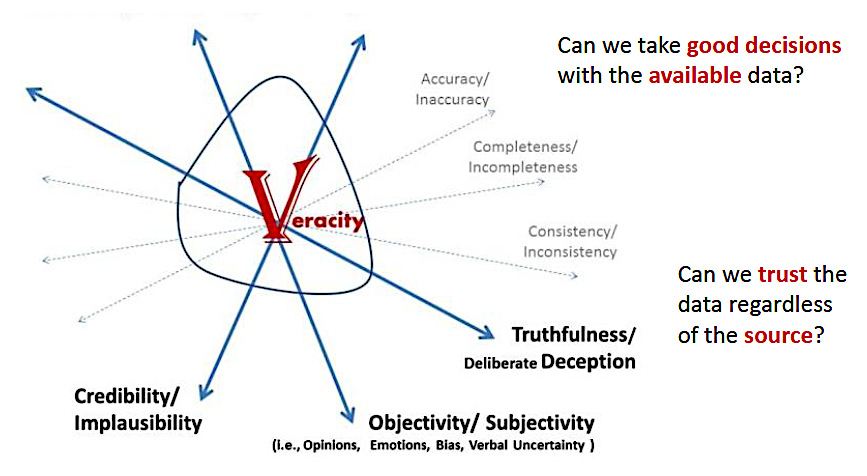 Can we take good decisions
with the available data?
Accuracy/
Inaccuracy
Completeness/
Incompleteness
Veracity
Consistency/
Inconsistency
Can we trust the
data regardless
of the source?
Truthfulness/
Deliberate Deception
Credibility/
Implausibility
Objectivity/ Subjectivity
(i.e., Opinions, Emotions, Bias, Verbal Uncertainty )